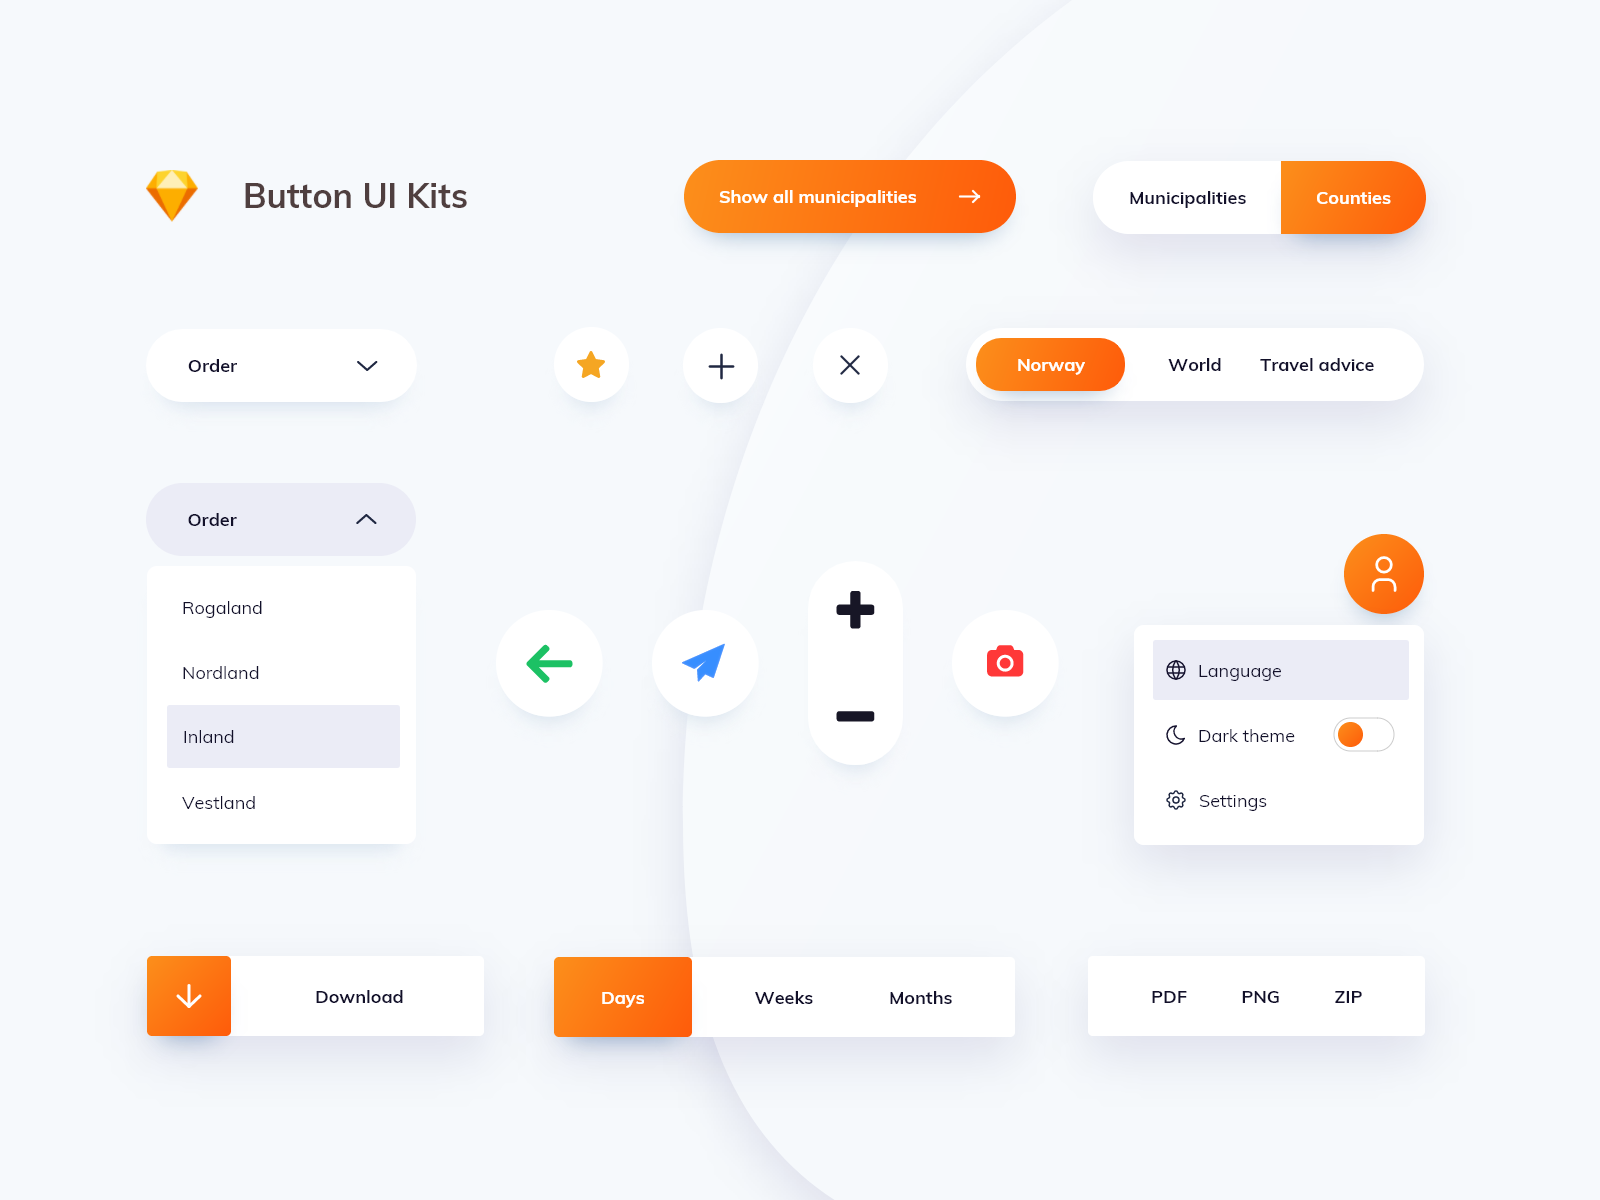 Button UI Kits
Show all municipalities
Municipalities
Counties
Order
Norway
World
Travel advice
Order
Rogaland
Nordland
Inland
Vestland
Language
Dark theme
Settings
Download
Days
Weeks
Months
PDF
PNG
ZIP